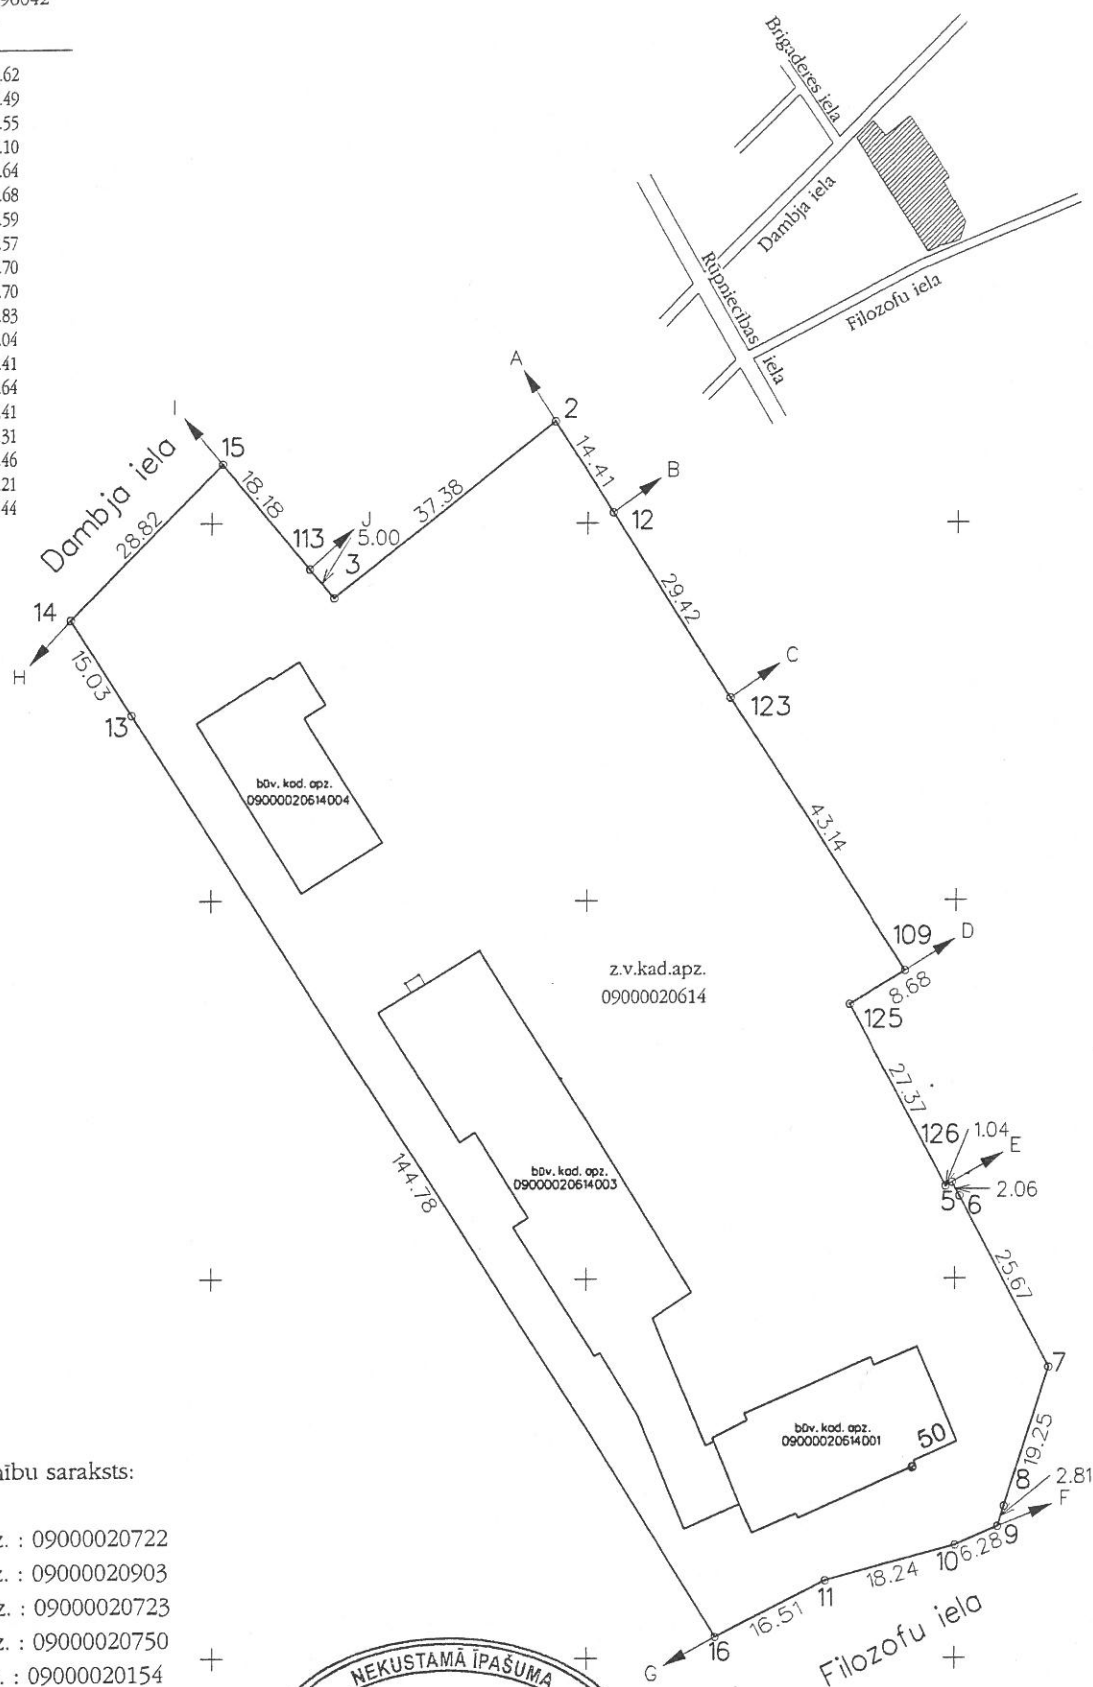 .62
.49
.55
.10
.64
.68
.59
.57
.70
.70
.83
.04
.41
.64
.41
.31
.46
.21
.44
Brigaderes iela
Dambja iela
Rūpniecības iela
Filozofu iela
A
2
14.41
B
12
I
15
Dambja iela
18.18
37.38
28.82
113
J
5.00
3
29.42
14
H
15.03
13
C
123
būv. kad. apz.
09000020614004
43.14
109
D
8.68
125
z.v.kad.apz.
09000020614
27.37
126
1.04
E
5
6
2.06
144.78
būv. kad. apz.
09000020614003
25.67
7
būv. kad. apz.
09000020614001
50
19.25
8
2.81
F
9
6.28
10
18.24
11
16.51
16
G
Filozofu iela
saraksts:
z. : 09000020722
z. : 09000020903
z. : 09000020723
z. : 09000020750
. : 09000020154
NEKUSTAMĀ ĪPAŠUMA